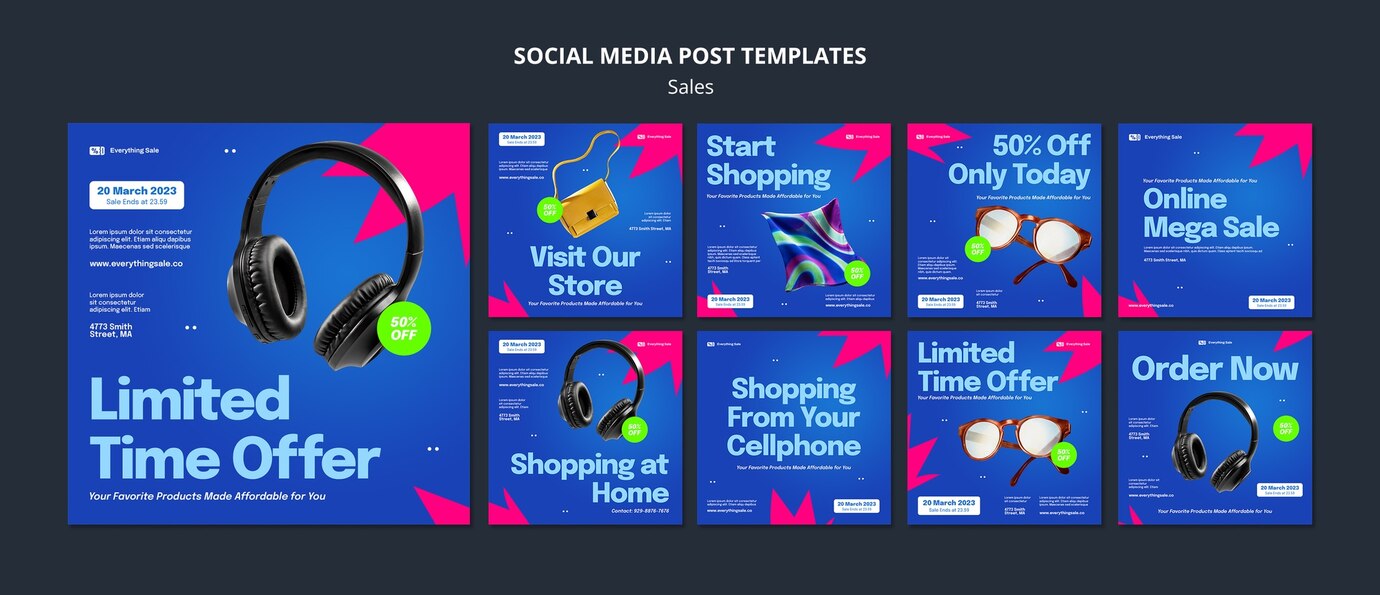 SOCIAL MEDIA POST TEMPLATES
Sales
Everything Sale
20 March 2023
Sale Ends at 23.59
Lorem ipsum dolor sit consectetur
adipiscing elit. Etiam aliqu dapibus
ipsum. Maecenas sed scelerisque
www.everythingsale.co
Lorem ipsum dolor
sit consectetur
adipiscing elit. Etiam
4773 Smith
Street, MA
50%
OFF
Limited
Time Offer
Your Favorite Products Made Affordable for You
20 March 2023
Sale Ends at 23.59
Everything Sale
www.everythingsale.co
50%
OFF
4773 Smith Street, MA
Visit Our
Store
Your Favorite Products Made Affordable for You
Everything Sale
Start
Shopping
Your Favorite Products Made Affordable for You
4773 Smith
Street, MA
50%
OFF
20 March 2023
Sale Ends at 23.59
www.everythingsale.co
Everything Sale
50% Off
Only Today
Your Favorite Products Made Affordable for You
50%
OFF
www.everythingsale.co
20 March 2023
Sale Ends at 23.59
4773 Smith
Street, MA
Everything Sale
Your Favorite Products Made Affordable for You
Online
Mega Sale
4773 Smith Street, MA
www.everythingsale.co
20 March 2023
Sale Ends at 23.59
20 March 2023
Sale Ends at 23.59
Everything Sale
www.everythingsale.co
4773 Smith
Street, MA
50%
OFF
Shopping at
Home
Contact: 829-8876-7676
Everything Sale
Shopping
From Your
Cellphone
Your Favorite Products Made Affordable for You
www.everythingsale.co
20 March 2023
Sale Ends at 23.59
Limited
Time Offer
Everything Sale
Your Favorite Products Made Affordable for You
50%
OFF
20 March 2023
Sale Ends at 23.59
4773 Smith
Street, MA
www.everythingsale.co
Everything Sale
Order Now
4773 Smith
Street, MA
50%
OFF
www.everythingsale.co
20 March 2023
Sale Ends at 23.59
Your Favorite Products Made Affordable for You